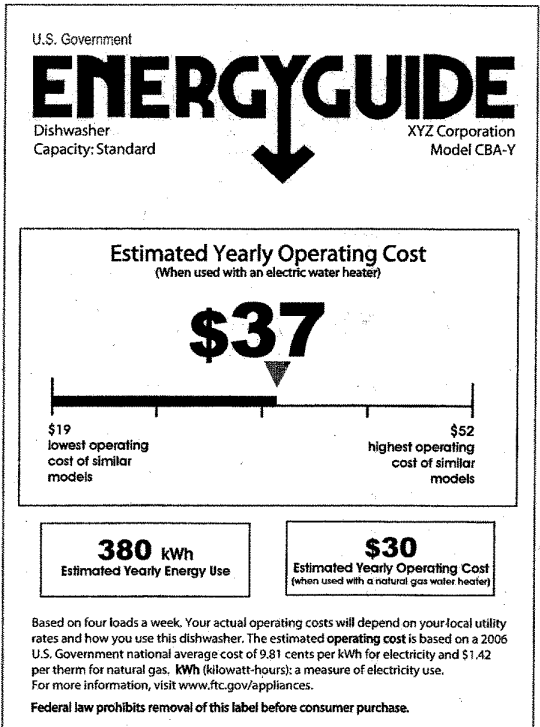 U.S. Government
ENERGYGUIDE
Dishwasher
Capacity: Standard
XYZ Corporation
Model CBA-Y
Estimated Yearly Operating Cost
(When used with an electric water heater)
$37
$19
lowest operating
cost of similar
models
$52
highest operating
cost of similar
models
380 kWh
Estimated Yearly Energy Use
$30
Estimated Yearly Operating Cost
(when used with a natural gas water heater)
Based on four loads a week. Your actual operating costs will depend on your local utility
rates and how you use this dishwasher. The estimated operating cost is based on a 2006
U.S. Government national average cost of 9.81 cents per kWh for electricity and $1.42
per therm for natural gas. kWh (kilowatt-hours): a measure of electricity use.
For more information, visit www.ftc.gov/appliances.
Federal law prohibits removal of this label before consumer purchase.